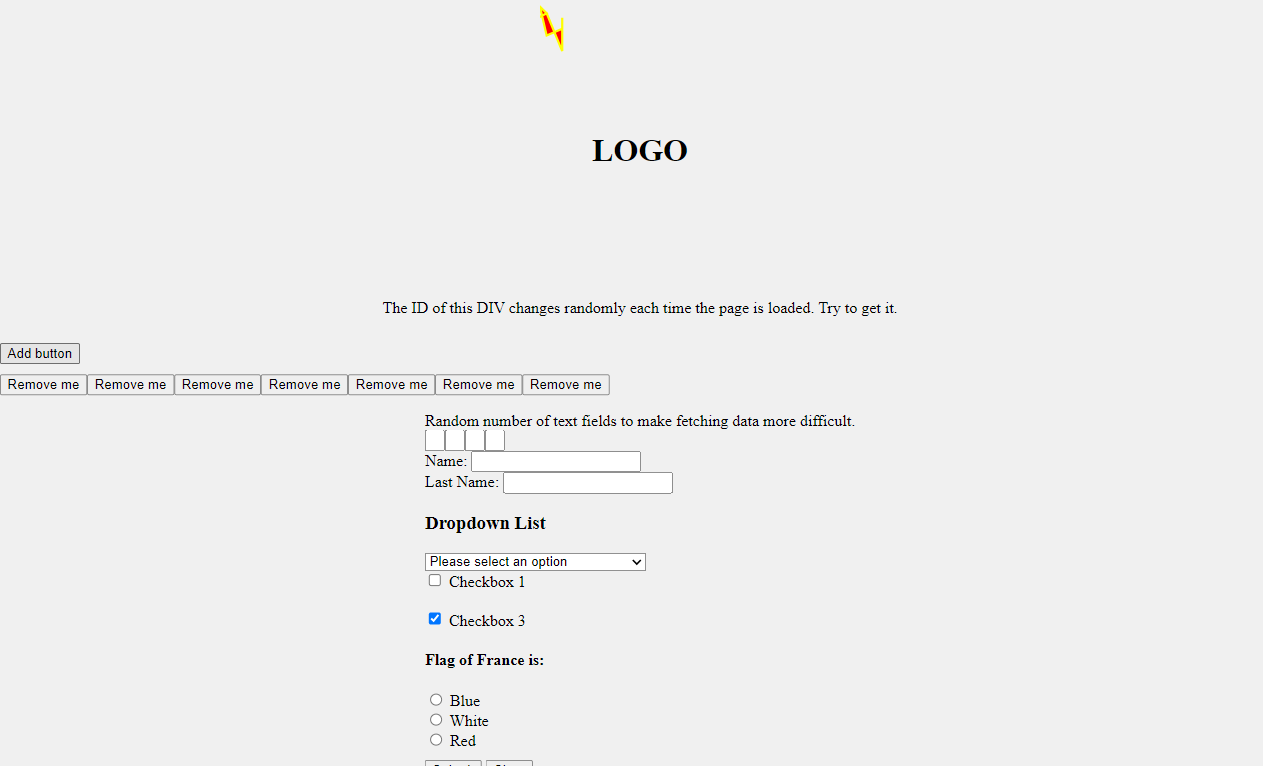 LOGO
The ID of this DIV changes randomly each time the page is loaded. Try to get it.
Add button
Remove me Remove me Remove me Remove me Remove me Remove me Remove me
Random number of text fields to make fetching data more difficult.
Name:
Last Name:
Dropdown List
Please select an option
Checkbox 1
Checkbox 3
Flag of France is:
Blue
White
Red